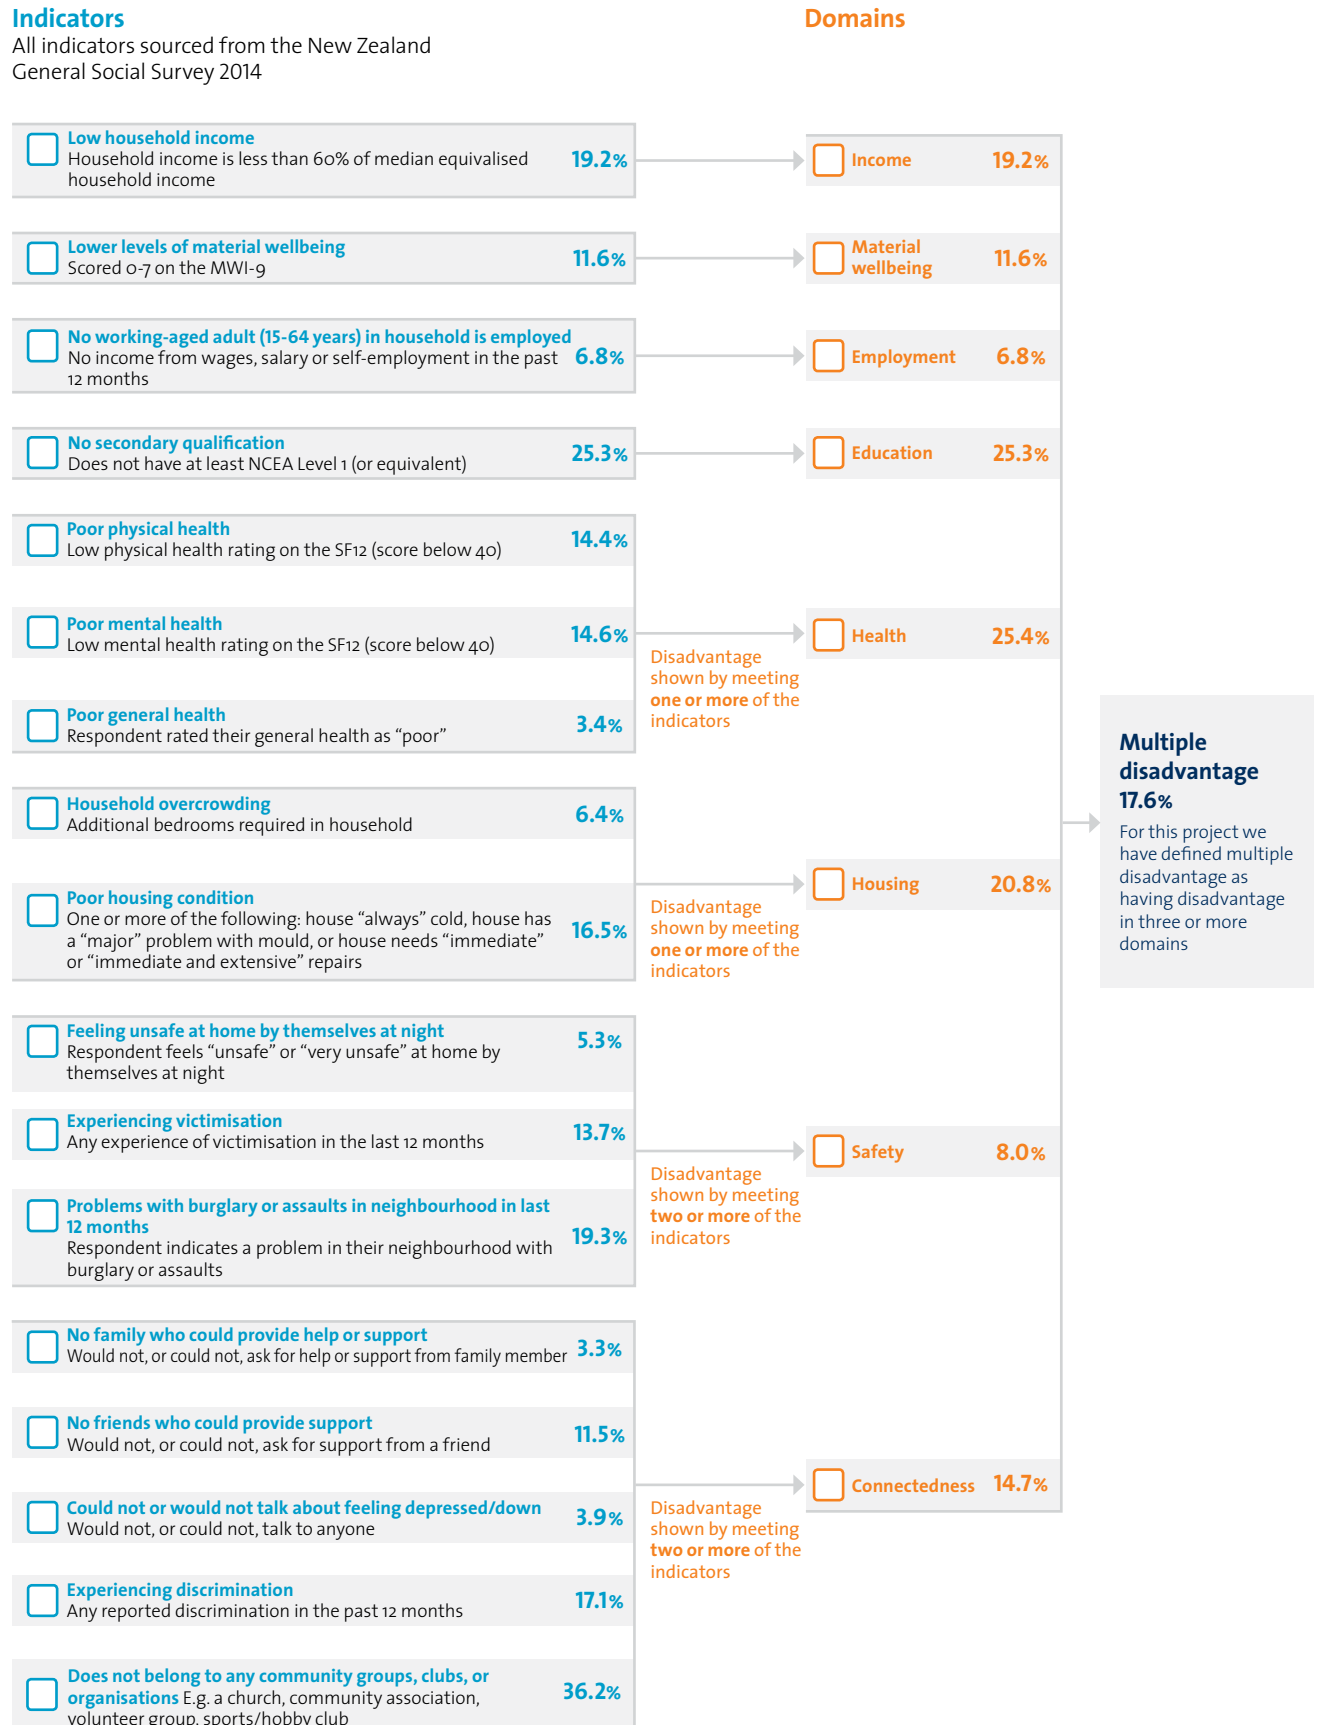 Indicators
All indicators sourced from the New Zealand
General Social Survey 2014
Domains
Low household income
Household income is less than 60% of median equivalised
household income
19.2%
Income
19.2%
Lower levels of material wellbeing
Scored 0-7 on the MWI-9
11.6%
Material
wellbeing
11.6%
No working-aged adult (15-64 years) in household is employed
No income from wages, salary or self-employment in the past
12 months
6.8%
Employment
6.8%
No secondary qualification
Does not have at least NCEA Level 1 (or equivalent)
25.3%
Education
25.3%
Poor physical health
Low physical health rating on the SF12 (score below 40)
14.4%
Poor mental health
Low mental health rating on the SF12 (score below 40)
14.6%
Poor general health
Respondent rated their general health as “poor”
3.4%
Disadvantage
shown by meeting
one or more of the
indicators
Health
25.4%
Household overcrowding
Additional bedrooms required in household
6.4%
Poor housing condition
One or more of the following: house “always” cold, house has
a “major” problem with mould, or house needs “immediate”
or “immediate and extensive” repairs
16.5%
Disadvantage
shown by meeting
one or more of the
indicators
Housing
20.8%
Feeling unsafe at home by themselves at night
Respondent feels “unsafe” or “very unsafe” at home by
themselves at night
5.3%
Experiencing victimisation
Any experience of victimisation in the last 12 months
13.7%
Problems with burglary or assaults in neighbourhood in last
12 months
Respondent indicates a problem in their neighbourhood with
burglary or assaults
19.3%
Disadvantage
shown by meeting
two or more of the
indicators
Safety
8.0%
No family who could provide help or support
Would not, or could not, ask for help or support from family member
3.3%
No friends who could provide support
Would not, or could not, ask for support from a friend
11.5%
Could not or would not talk about feeling depressed/down
Would not, or could not, talk to anyone
3.9%
Experiencing discrimination
Any reported discrimination in the past 12 months
17.1%
Does not belong to any community groups, clubs, or
organisations E.g. a church, community association,
volunteer group, sports/hobby club
36.2%
Disadvantage
shown by meeting
two or more of the
indicators
Connectedness
14.7%
Multiple
disadvantage
17.6%
For this project we
have defined multiple
disadvantage as
having disadvantage
in three or more
domains